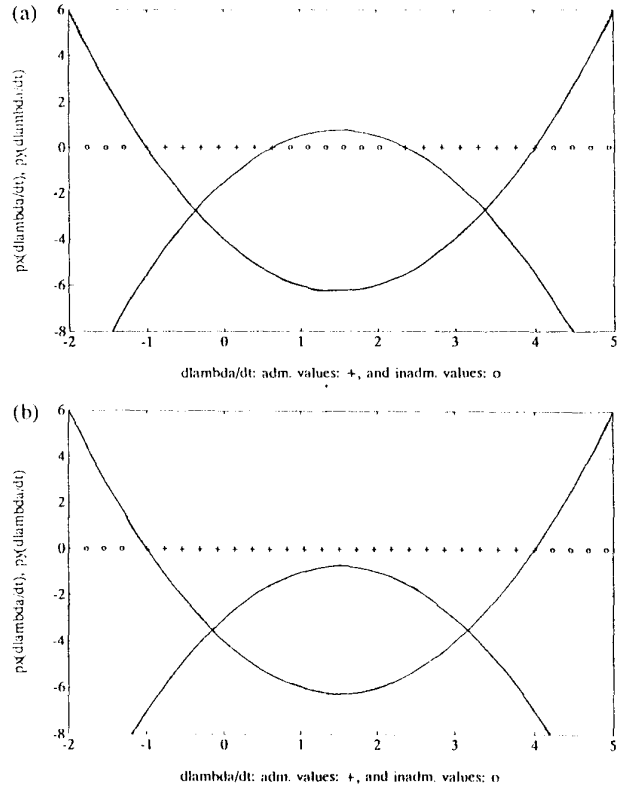 (a)
6
4
2
0
-2
-4
-6
-8
px(dlambda/dt), py(dlambda/dt)
-2 -1 0 1 2 3 4 5
dlambda/dt: adm. values: +, and inadm. values: o
(b)
6
4
2
0
-2
-4
-6
-8
px(dlambda/dt), py(dlambda/dt)
-2 -1 0 1 2 3 4 5
dlambda/dt: adm. values: +, and inadm. values: o